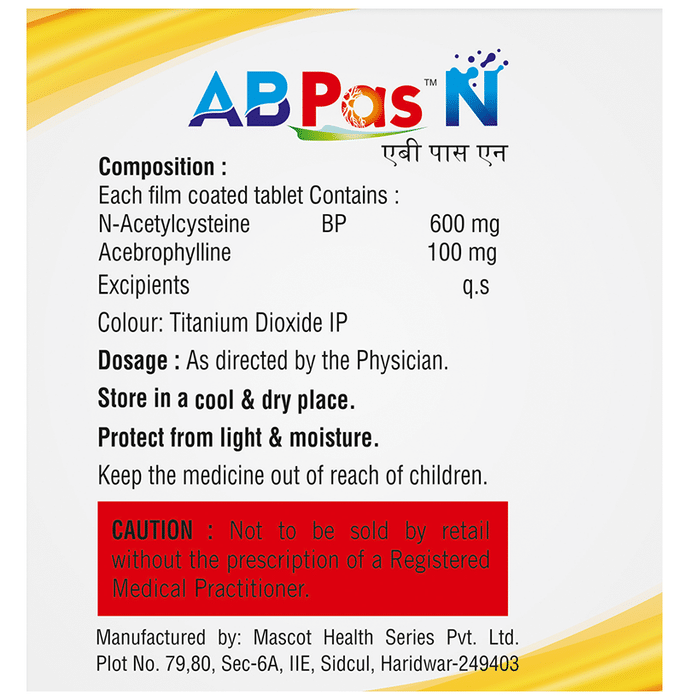 ABPas™ N
एबी पास एन
Composition :
Each film coated tablet Contains :
N-Acetylcysteine BP 600 mg
Acebrophylline 100 mg
Excipients q.s
Colour: Titanium Dioxide IP
Dosage : As directed by the Physician.
Store in a cool & dry place.
Protect from light & moisture.
Keep the medicine out of reach of children.
CAUTION : Not to be sold by retail
without the prescription of a Registered
Medical Practitioner.
Manufactured by: Mascot Health Series Pvt. Ltd.
Plot No. 79,80, Sec-6A, IIE, Sidcul, Haridwar-249403